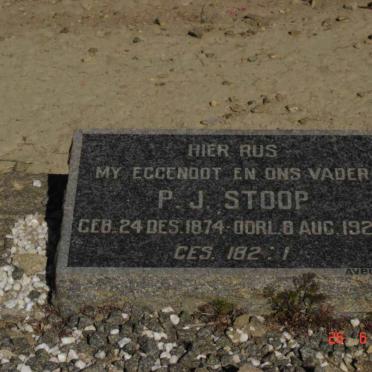 HIER RUS
MY EGGENOOT EN ONS VADER
P. J. STOOP
GEB. 24 DES. 1874 - OORL. 8 AUG. 192
GES. 182 : 1